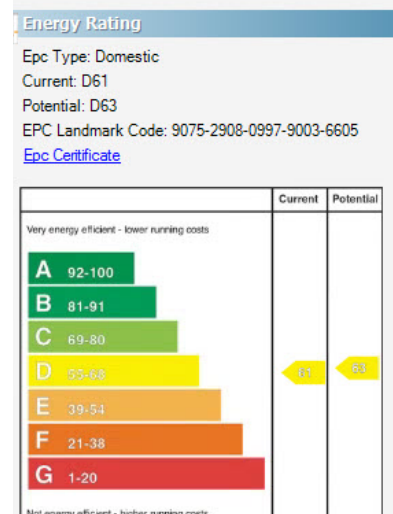 Energy Rating
Epc Type: Domestic
Current: D61
Potential: D63
EPC Landmark Code: 9075-2908-0997-9003-6605
Epc Ceritificate
Current Potential
Very energy efficient - lower running costs
A 92-100
B 81-91
C 69-80
D 55-68 61 63
E 39-54
F 21-38
G 1-20
Not energy efficient - higher running costs